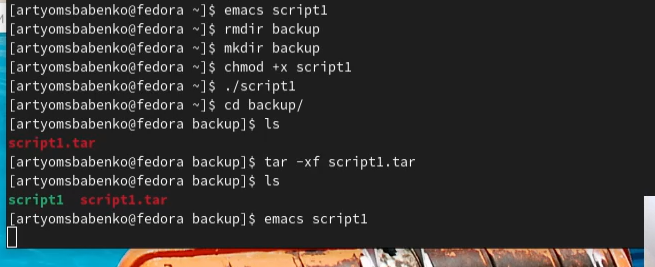 [artyomsbabenko@fedora ~]$ emacs script1
[artyomsbabenko@fedora ~]$ rmdir backup
[artyomsbabenko@fedora ~]$ mkdir backup
[artyomsbabenko@fedora ~]$ chmod +x script1
[artyomsbabenko@fedora ~]$ ./script1
[artyomsbabenko@fedora ~]$ cd backup/
[artyomsbabenko@fedora backup]$ ls
script1.tar
[artyomsbabenko@fedora backup]$ tar -xf script1.tar
[artyomsbabenko@fedora backup]$ ls
script1  script1.tar
[artyomsbabenko@fedora backup]$ emacs script1